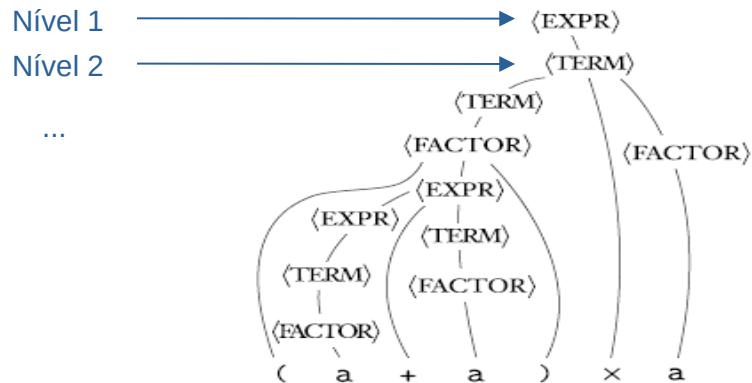 Nível 1 ⟨EXPR⟩
Nível 2 ⟨TERM⟩
⟨TERM⟩
...
⟨FACTOR⟩ ⟨FACTOR⟩
⟨EXPR⟩
⟨EXPR⟩ ⟨TERM⟩
⟨TERM⟩ ⟨FACTOR⟩
⟨FACTOR⟩
( a + a ) × a